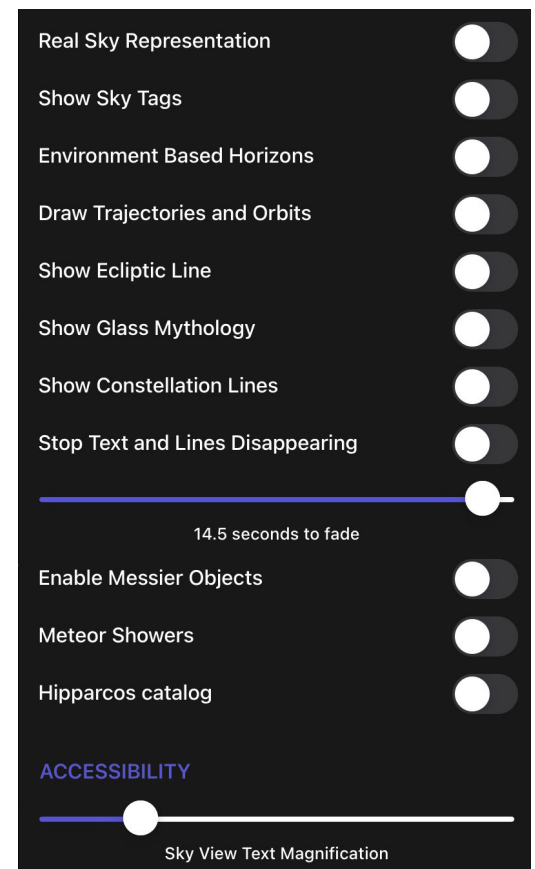 Real Sky Representation
Show Sky Tags
Environment Based Horizons
Draw Trajectories and Orbits
Show Ecliptic Line
Show Glass Mythology
Show Constellation Lines
Stop Text and Lines Disappearing
14.5 seconds to fade
Enable Messier Objects
Meteor Showers
Hipparcos catalog
ACCESSIBILITY
Sky View Text Magnification